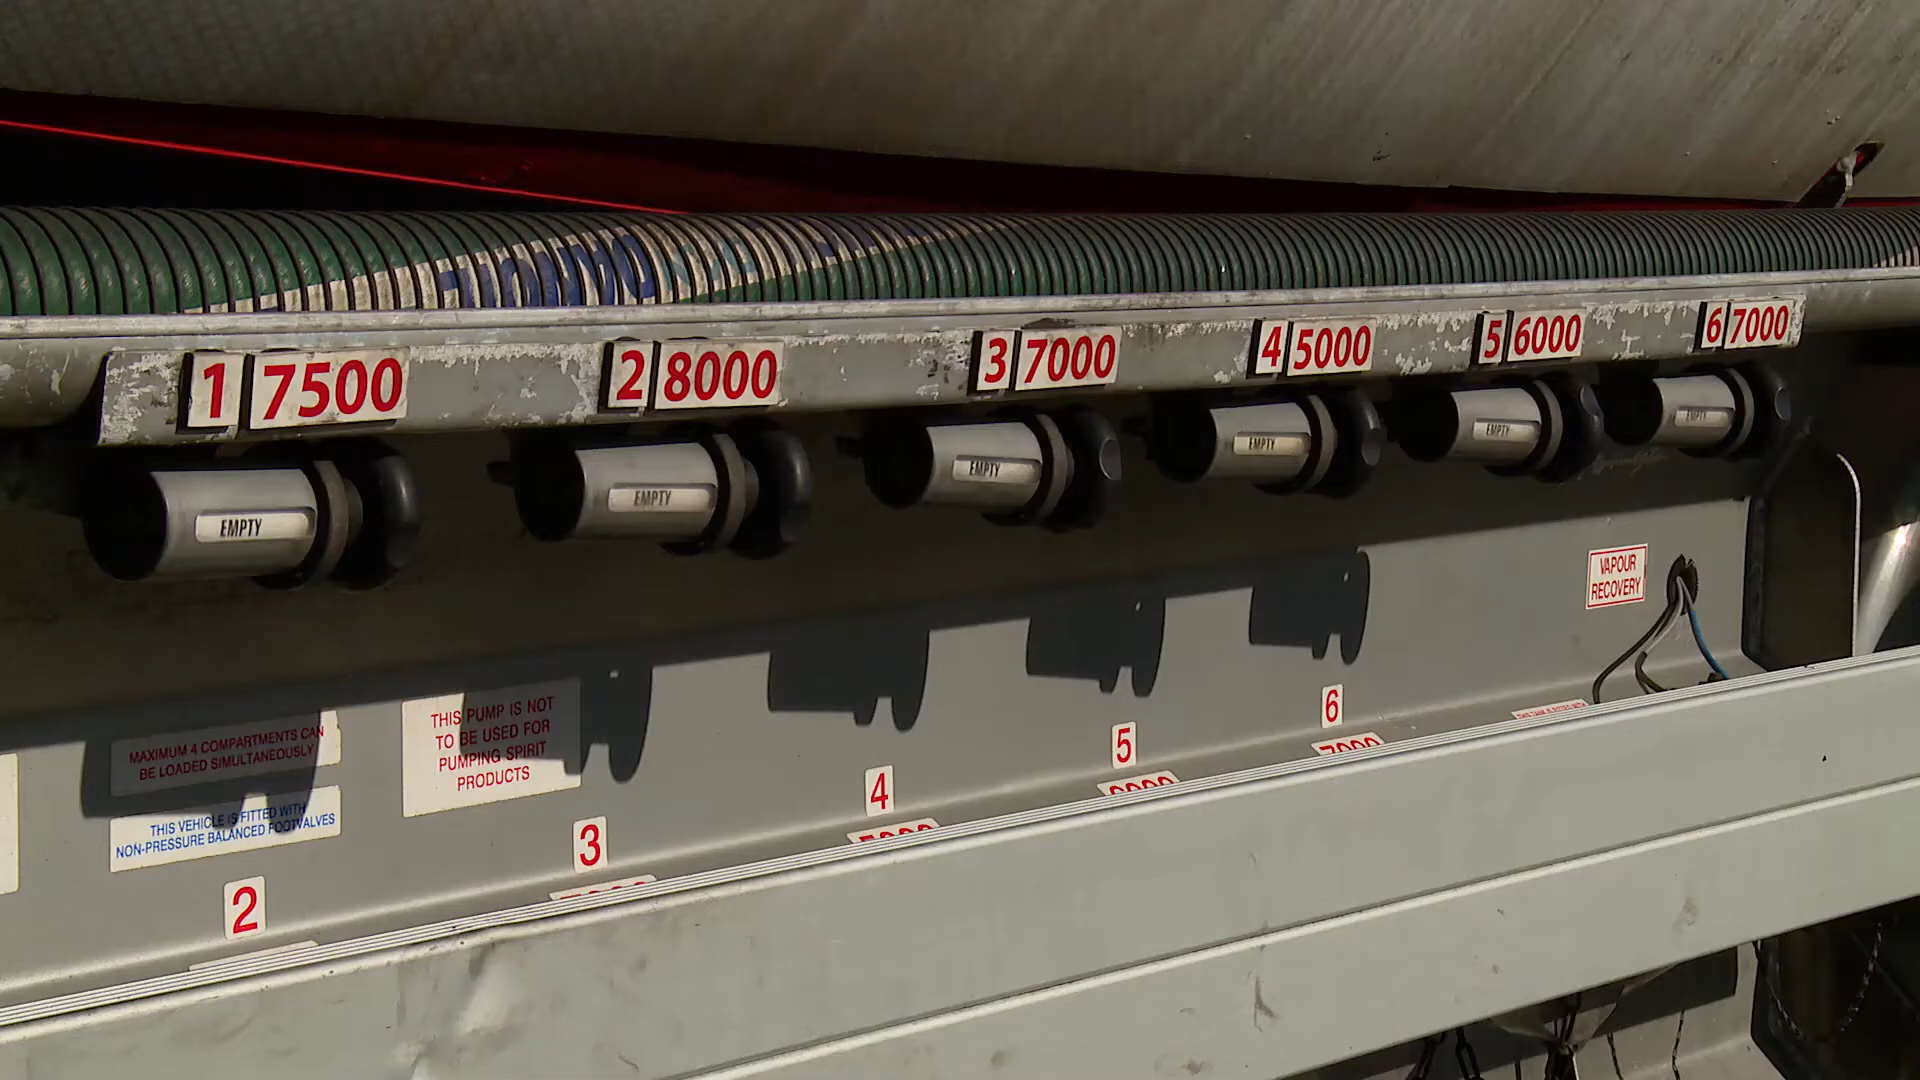 1 7500
2 8000
3 7000
4 5000
5 6000
6 7000
EMPTY
EMPTY
EMPTY
EMPTY
EMPTY
EMPTY
VAPOUR
RECOVERY
MAXIMUM 4 COMPARTMENTS CAN
BE LOADED SIMULTANEOUSLY
THIS PUMP IS NOT
TO BE USED FOR
PUMPING SPIRIT
PRODUCTS
THIS VEHICLE IS FITTED WITH
NON-PRESSURE BALANCED FOOTVALVES
2
3
4
5
6
7000